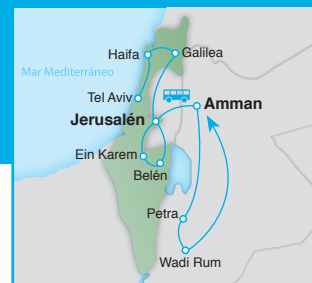 Haifa
Galilea
Mar Mediterráneo
Tel Aviv
Amman
Jerusalén
Ein Karem
Belén
Petra
Wadi Rum